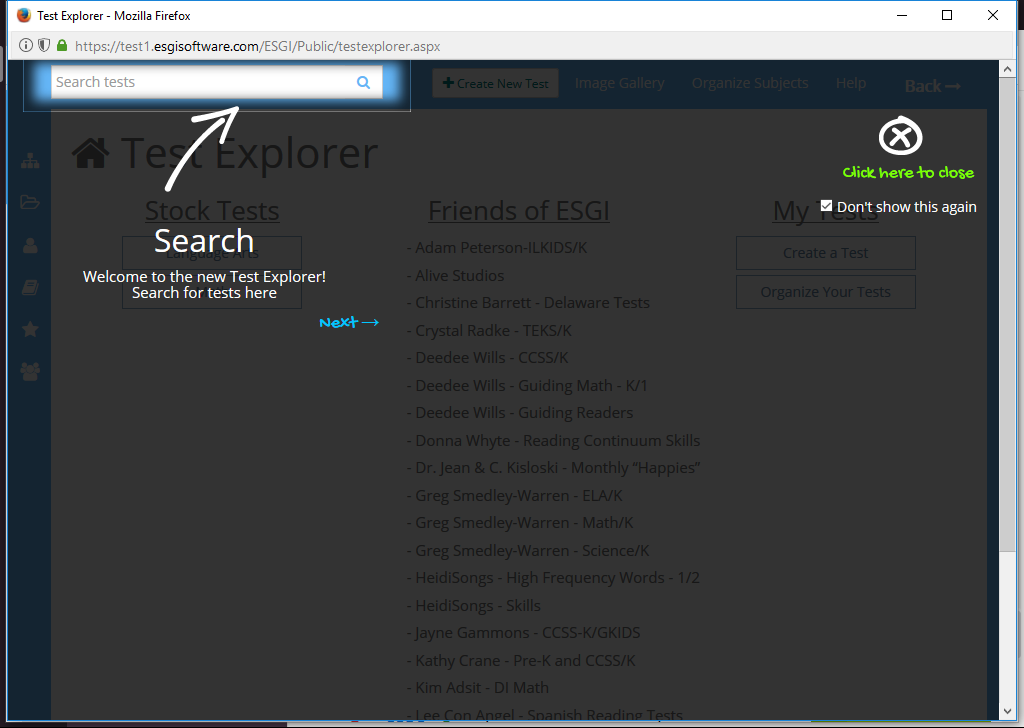 Test Explorer - Mozilla Firefox
https://test1.esgisoftware.com/ESGI/Public/testexplorer.aspx
Search tests
Create New Test Image Gallery Organize Subjects Help Back→
Click here to close
Don't show this again
Test Explorer
Stock Tests
Language Arts
Search
Welcome to the new Test Explorer!
Search for tests here
Next→
Friends of ESGI
- Adam Peterson-ILKIDS/K
- Alive Studios
- Christine Barrett - Delaware Tests
- Crystal Radke - TEKS/K
- Deedee Wills - CCSS/K
- Deedee Wills - Guiding Math - K/1
- Deedee Wills - Guiding Readers
- Donna Whyte - Reading Continuum Skills
- Dr. Jean & C. Kisloski - Monthly “Happies”
- Greg Smedley-Warren - ELA/K
- Greg Smedley-Warren - Math/K
- Greg Smedley-Warren - Science/K
- HeidiSongs - High Frequency Words - 1/2
- HeidiSongs - Skills
- Jayne Gammons - CCSS-K/GKIDS
- Kathy Crane - Pre-K and CCSS/K
- Kim Adsit - DI Math
- Lee Con Angel - Spanish Reading Tests
My Tests
Create a Test
Organize Your Tests